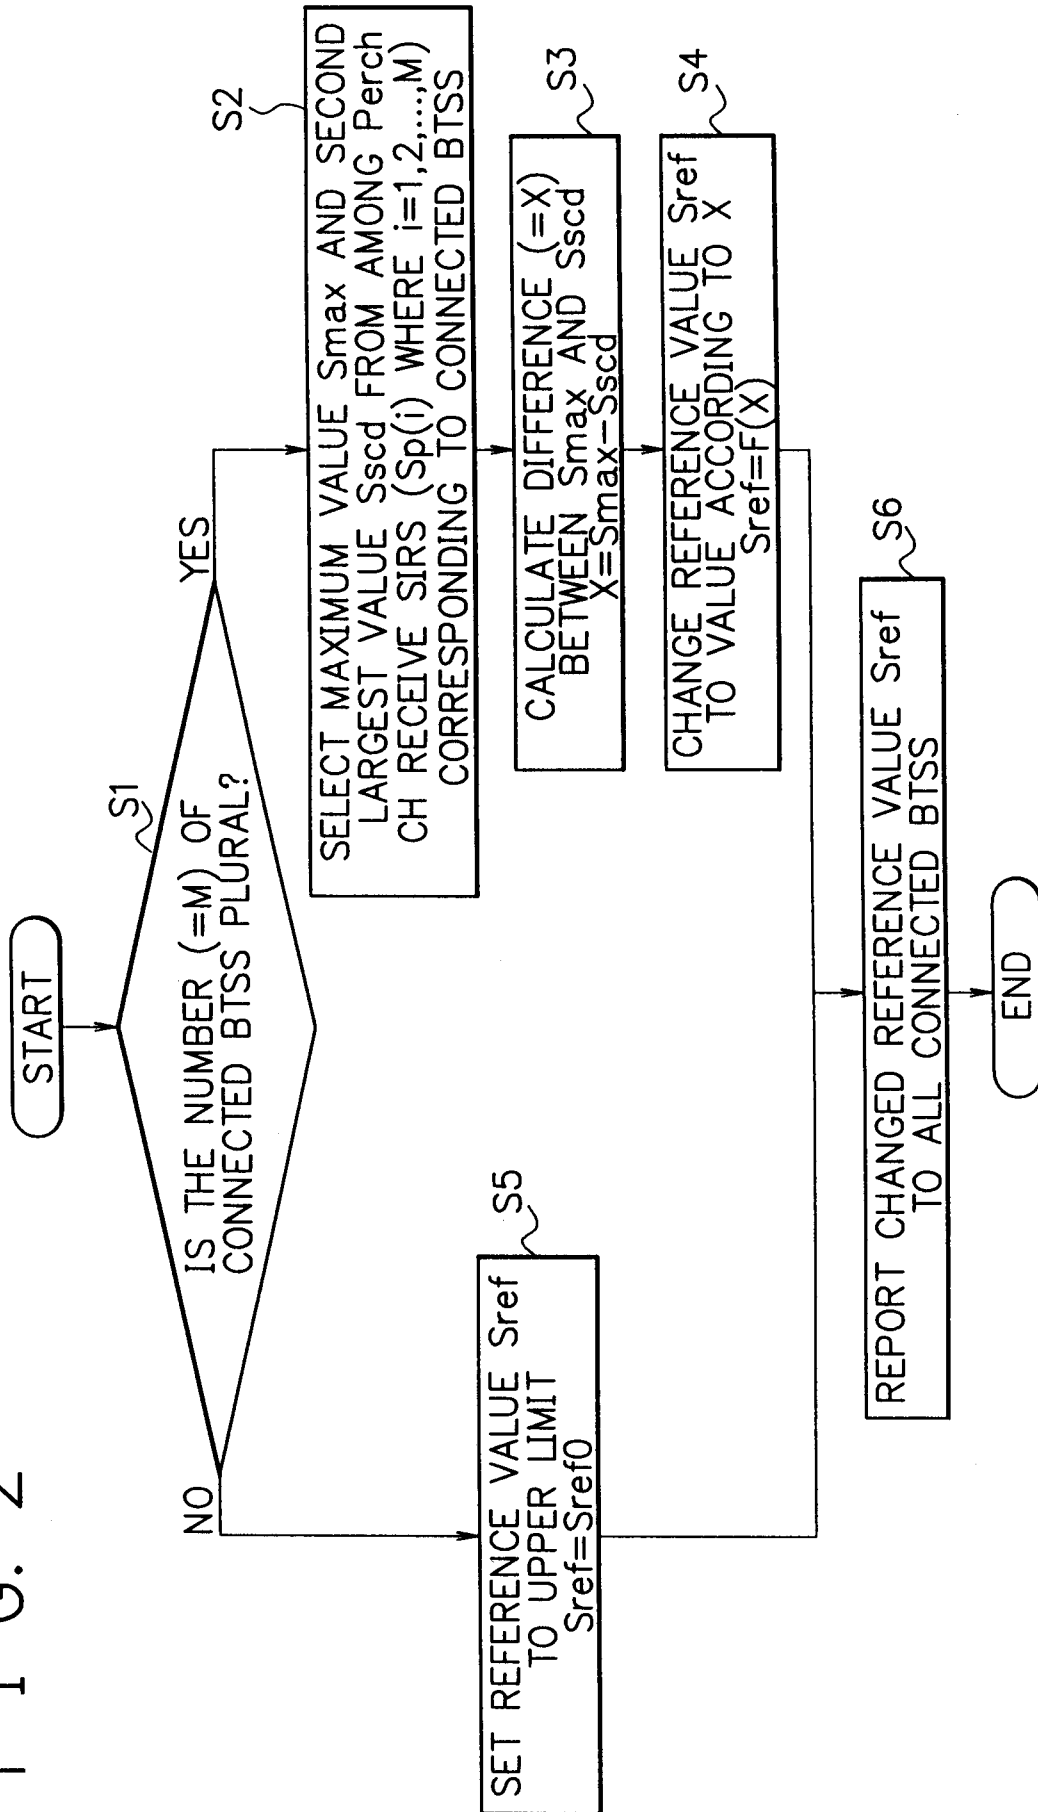 FIG. 2
START
S1
IS THE NUMBER (=M) OF
CONNECTED BTSS PLURAL?
NO
YES
S2
SELECT MAXIMUM VALUE Smax AND SECOND
LARGEST VALUE Sscd FROM AMONG Perch
CH RECEIVE SIRS (Sp(i) WHERE i=1,2,...,M)
CORRESPONDING TO CONNECTED BTSS
S3
CALCULATE DIFFERENCE (=X)
BETWEEN Smax AND Sscd
X=Smax-Sscd
S4
CHANGE REFERENCE VALUE Sref
TO VALUE ACCORDING TO X
Sref=F(X)
S5
SET REFERENCE VALUE Sref
TO UPPER LIMIT
Sref=Sref0
S6
REPORT CHANGED REFERENCE VALUE Sref
TO ALL CONNECTED BTSS
END